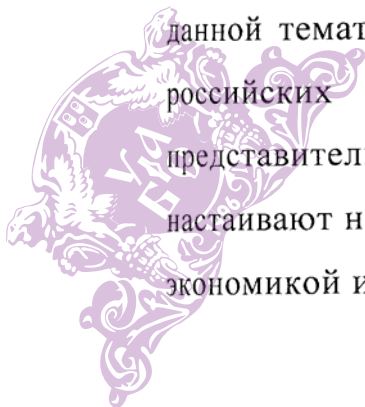 данной темат
российских
представител
настаивают н
экономикой и